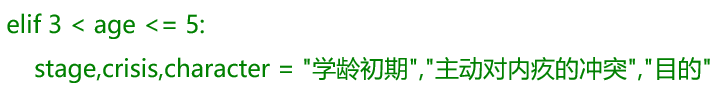 elif 3 < age <= 5:
    stage,crisis,character = "学龄初期","主动对内疚的冲突","目的"